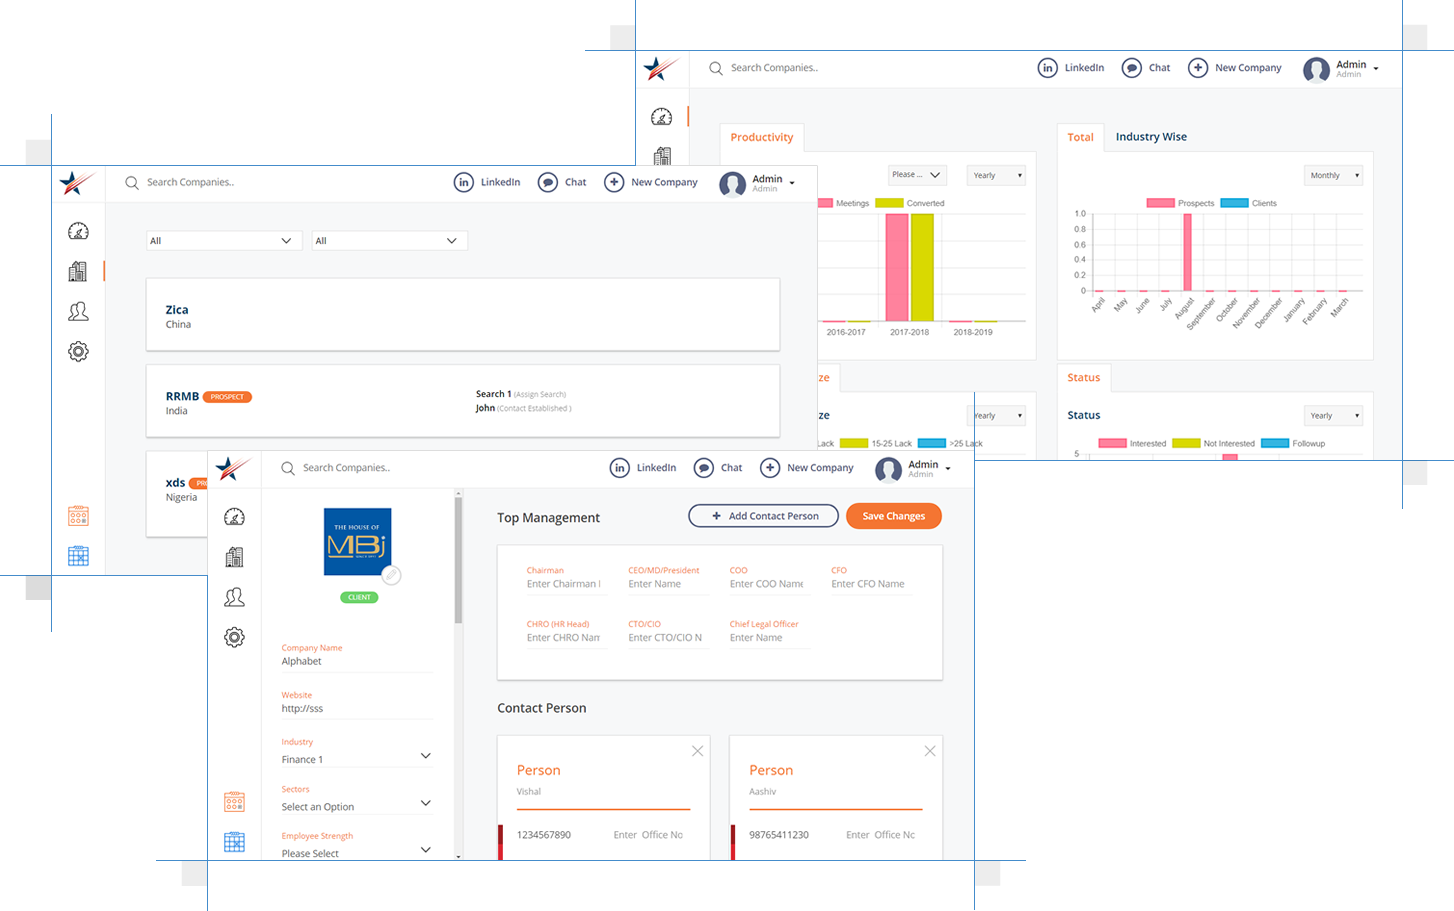 Search Companies..
LinkedIn
Chat
New Company
Admin
Admin
Productivity
Please ...
Yearly
Meetings
Converted
2016-2017
2017-2018
2018-2019
Total
Industry Wise
Monthly
Prospects
Clients
1.0
0.8
0.6
0.4
0.2
0
April
May
June
July
August
September
October
November
December
January
February
March
ze
ze
Yearly
Lack
15-25 Lack
>25 Lack
Status
Status
Yearly
Interested
Not Interested
Followup
5
Search Companies..
LinkedIn
Chat
New Company
Admin
Admin
All
All
Zica
China
RRMB PROSPECT
India
Search 1 (Assign Search)
John (Contact Established )
xds PRO
Nigeria
Search Companies..
LinkedIn
Chat
New Company
Admin
Admin
THE HOUSE OF
MBj
CLIENT
Company Name
Alphabet
Website
http://sss
Industry
Finance 1
Sectors
Select an Option
Employee Strength
Please Select
Top Management
+ Add Contact Person
Save Changes
Chairman
Enter Chairman I
CEO/MD/President
Enter Name
COO
Enter COO Name
CFO
Enter CFO Name
CHRO (HR Head)
Enter CHRO Nam
CTO/CIO
Enter CTO/CIO N
Chief Legal Officer
Enter Name
Contact Person
Person
Vishal
1234567890
Enter Office No
Person
Aashiv
98765411230
Enter Office Nc